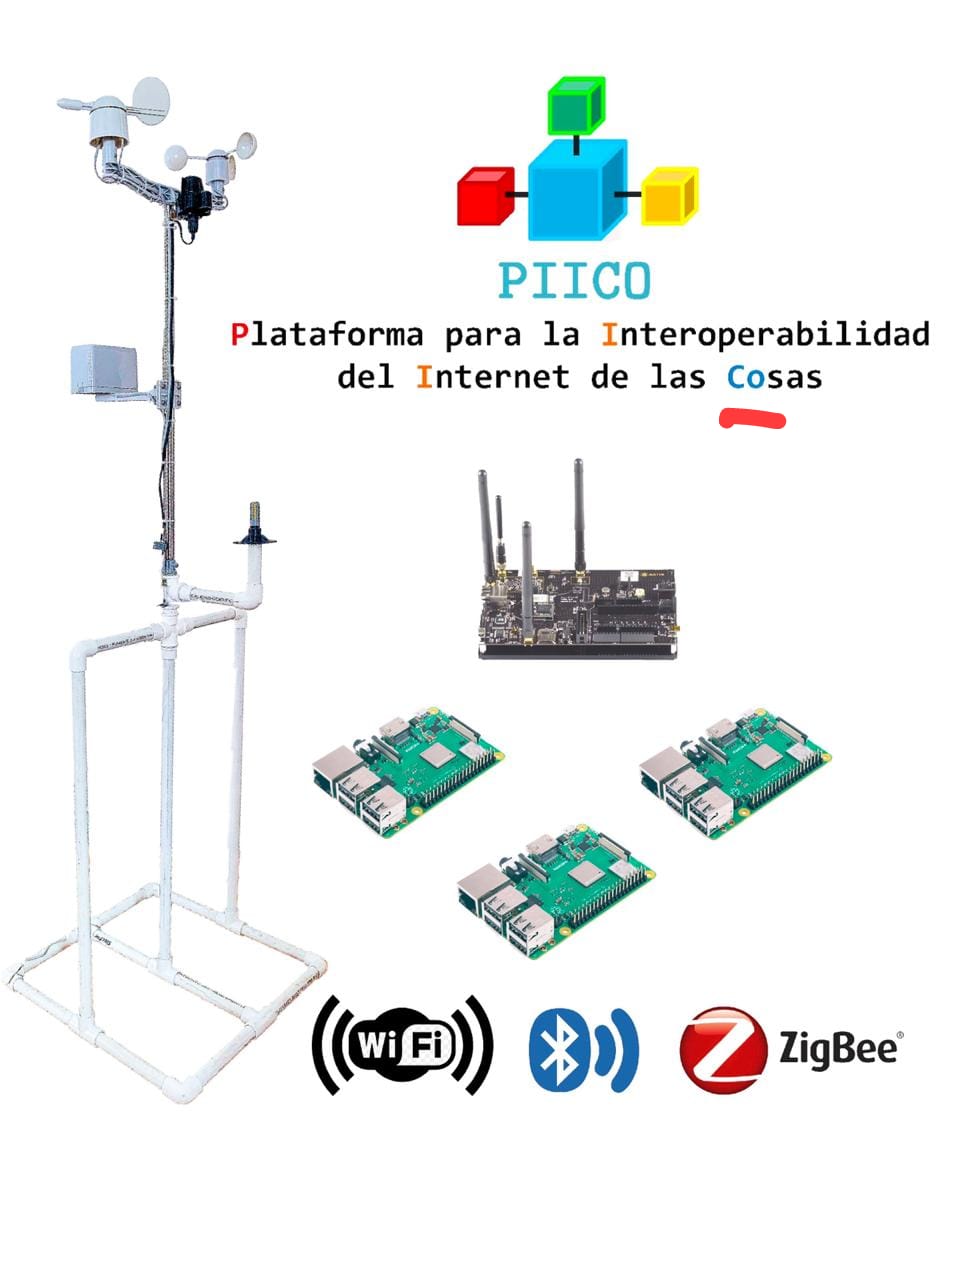 PIICO
Plataforma para la Interoperabilidad
del Internet de las Cosas
WiFi
ZigBee®